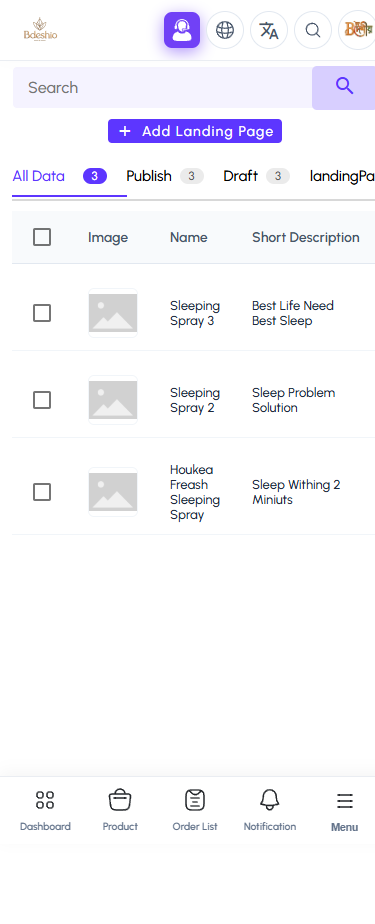 Bdeshio
Search
+ Add Landing Page
All Data 3 Publish 3 Draft 3 landingPa
Image Name Short Description
Sleeping
Spray 3
Best Life Need
Best Sleep
Sleeping
Spray 2
Sleep Problem
Solution
Houkea
Freash
Sleeping
Spray
Sleep Withing 2
Miniuts
Dashboard Product Order List Notification Menu